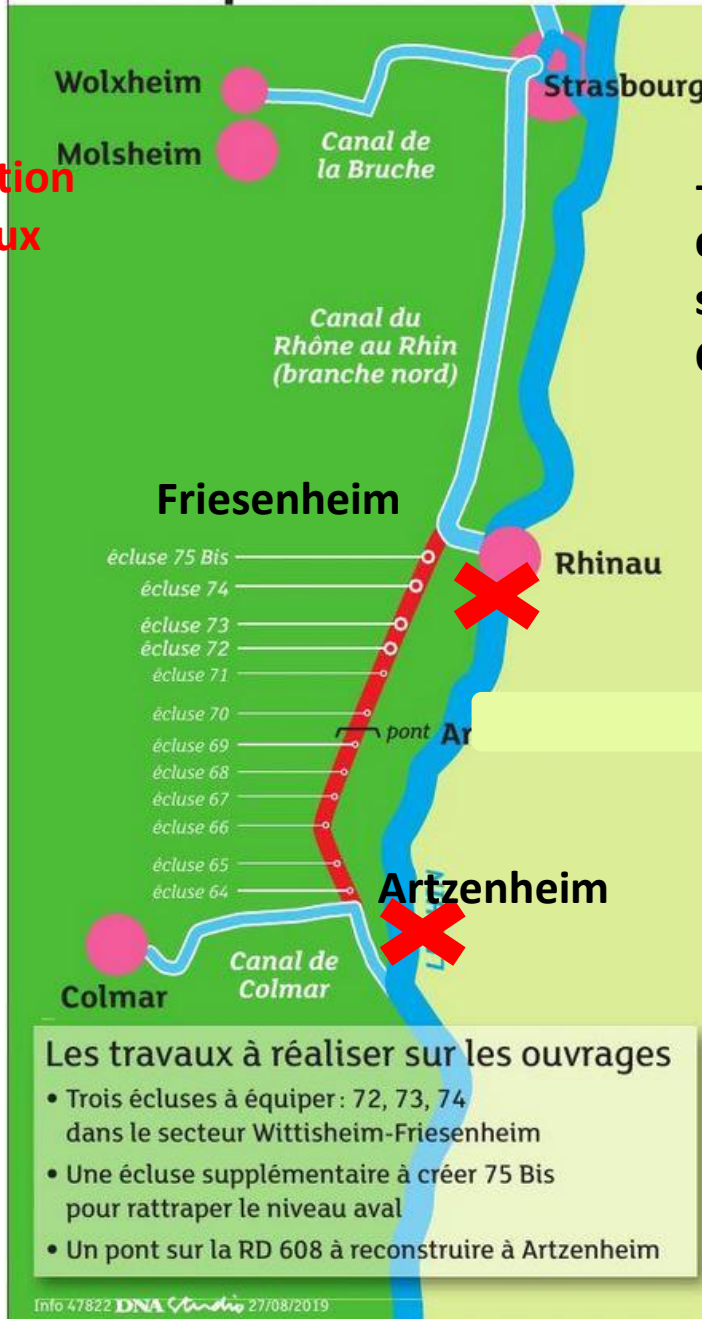 Wolxheim
Strasbourg
Molsheim
Canal de
la Bruche
Canal du
Rhône au Rhin
(branche nord)
Friesenheim
écluse 75 Bis
Rhinau
écluse 74
écluse 73
écluse 72
écluse 71
écluse 70
pont
écluse 69
écluse 68
écluse 67
écluse 66
écluse 65
écluse 64
Artzenheim
Canal de
Colmar
Colmar
Les travaux à réaliser sur les ouvrages
• Trois écluses à équiper : 72, 73, 74
dans le secteur Wittisheim-Friesenheim
• Une écluse supplémentaire à créer 75 Bis
pour rattraper le niveau aval
• Un pont sur la RD 608 à reconstruire à Artzenheim
Info 47822 DNA Studio 27/08/2019